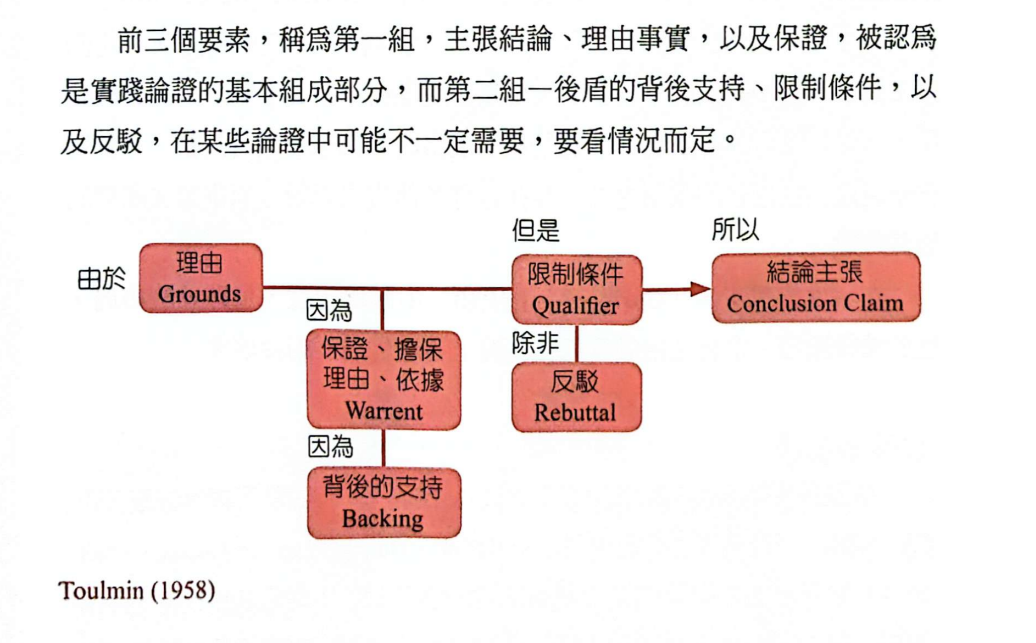 前三個要素，稱爲第一組，主張結論、理由事實，以及保證，被認爲
是實踐論證的基本組成部分，而第二組—後盾的背後支持、限制條件，以
及反駁，在某些論證中可能不一定需要，要看情況而定。
由於
理由
Grounds
因為
保證、擔保
理由、依據
Warrent
因為
背後的支持
Backing
但是
限制條件
Qualifier
除非
反駁
Rebuttal
所以
結論主張
Conclusion Claim
Toulmin (1958)